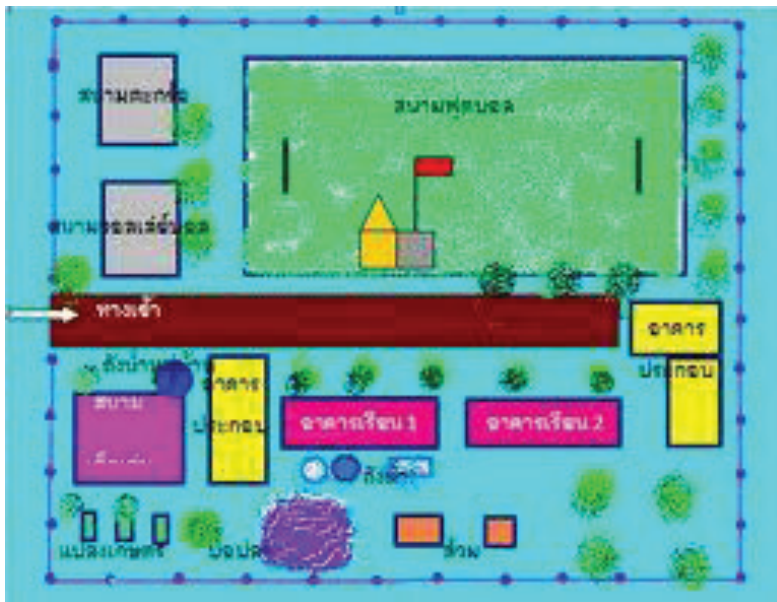 สนามตะกร้อ
สนามฟุตบอล
สนามวอลเล่ย์บอล
ทางเข้า
อาคาร
ประกอบ
อาคาร
ประกอบ
สนาม
อาคารเรียน 1
อาคารเรียน 2
แปลงเกษตร
บ่อปลา
ส้วม